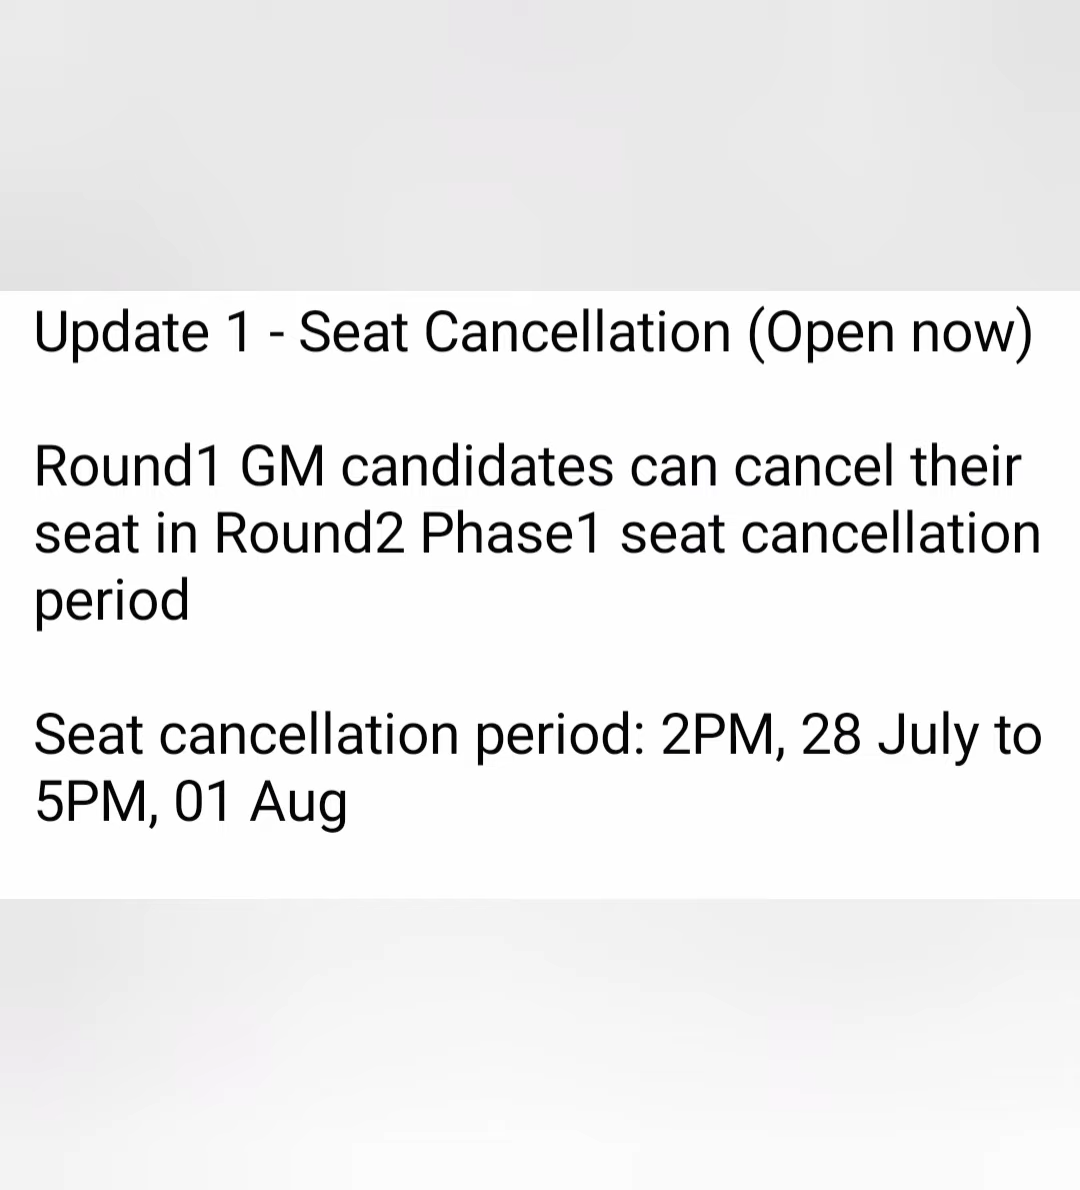 Update 1 - Seat Cancellation (Open now)
Round1 GM candidates can cancel their
seat in Round2 Phase1 seat cancellation
period
Seat cancellation period: 2PM, 28 July to
5PM, 01 Aug